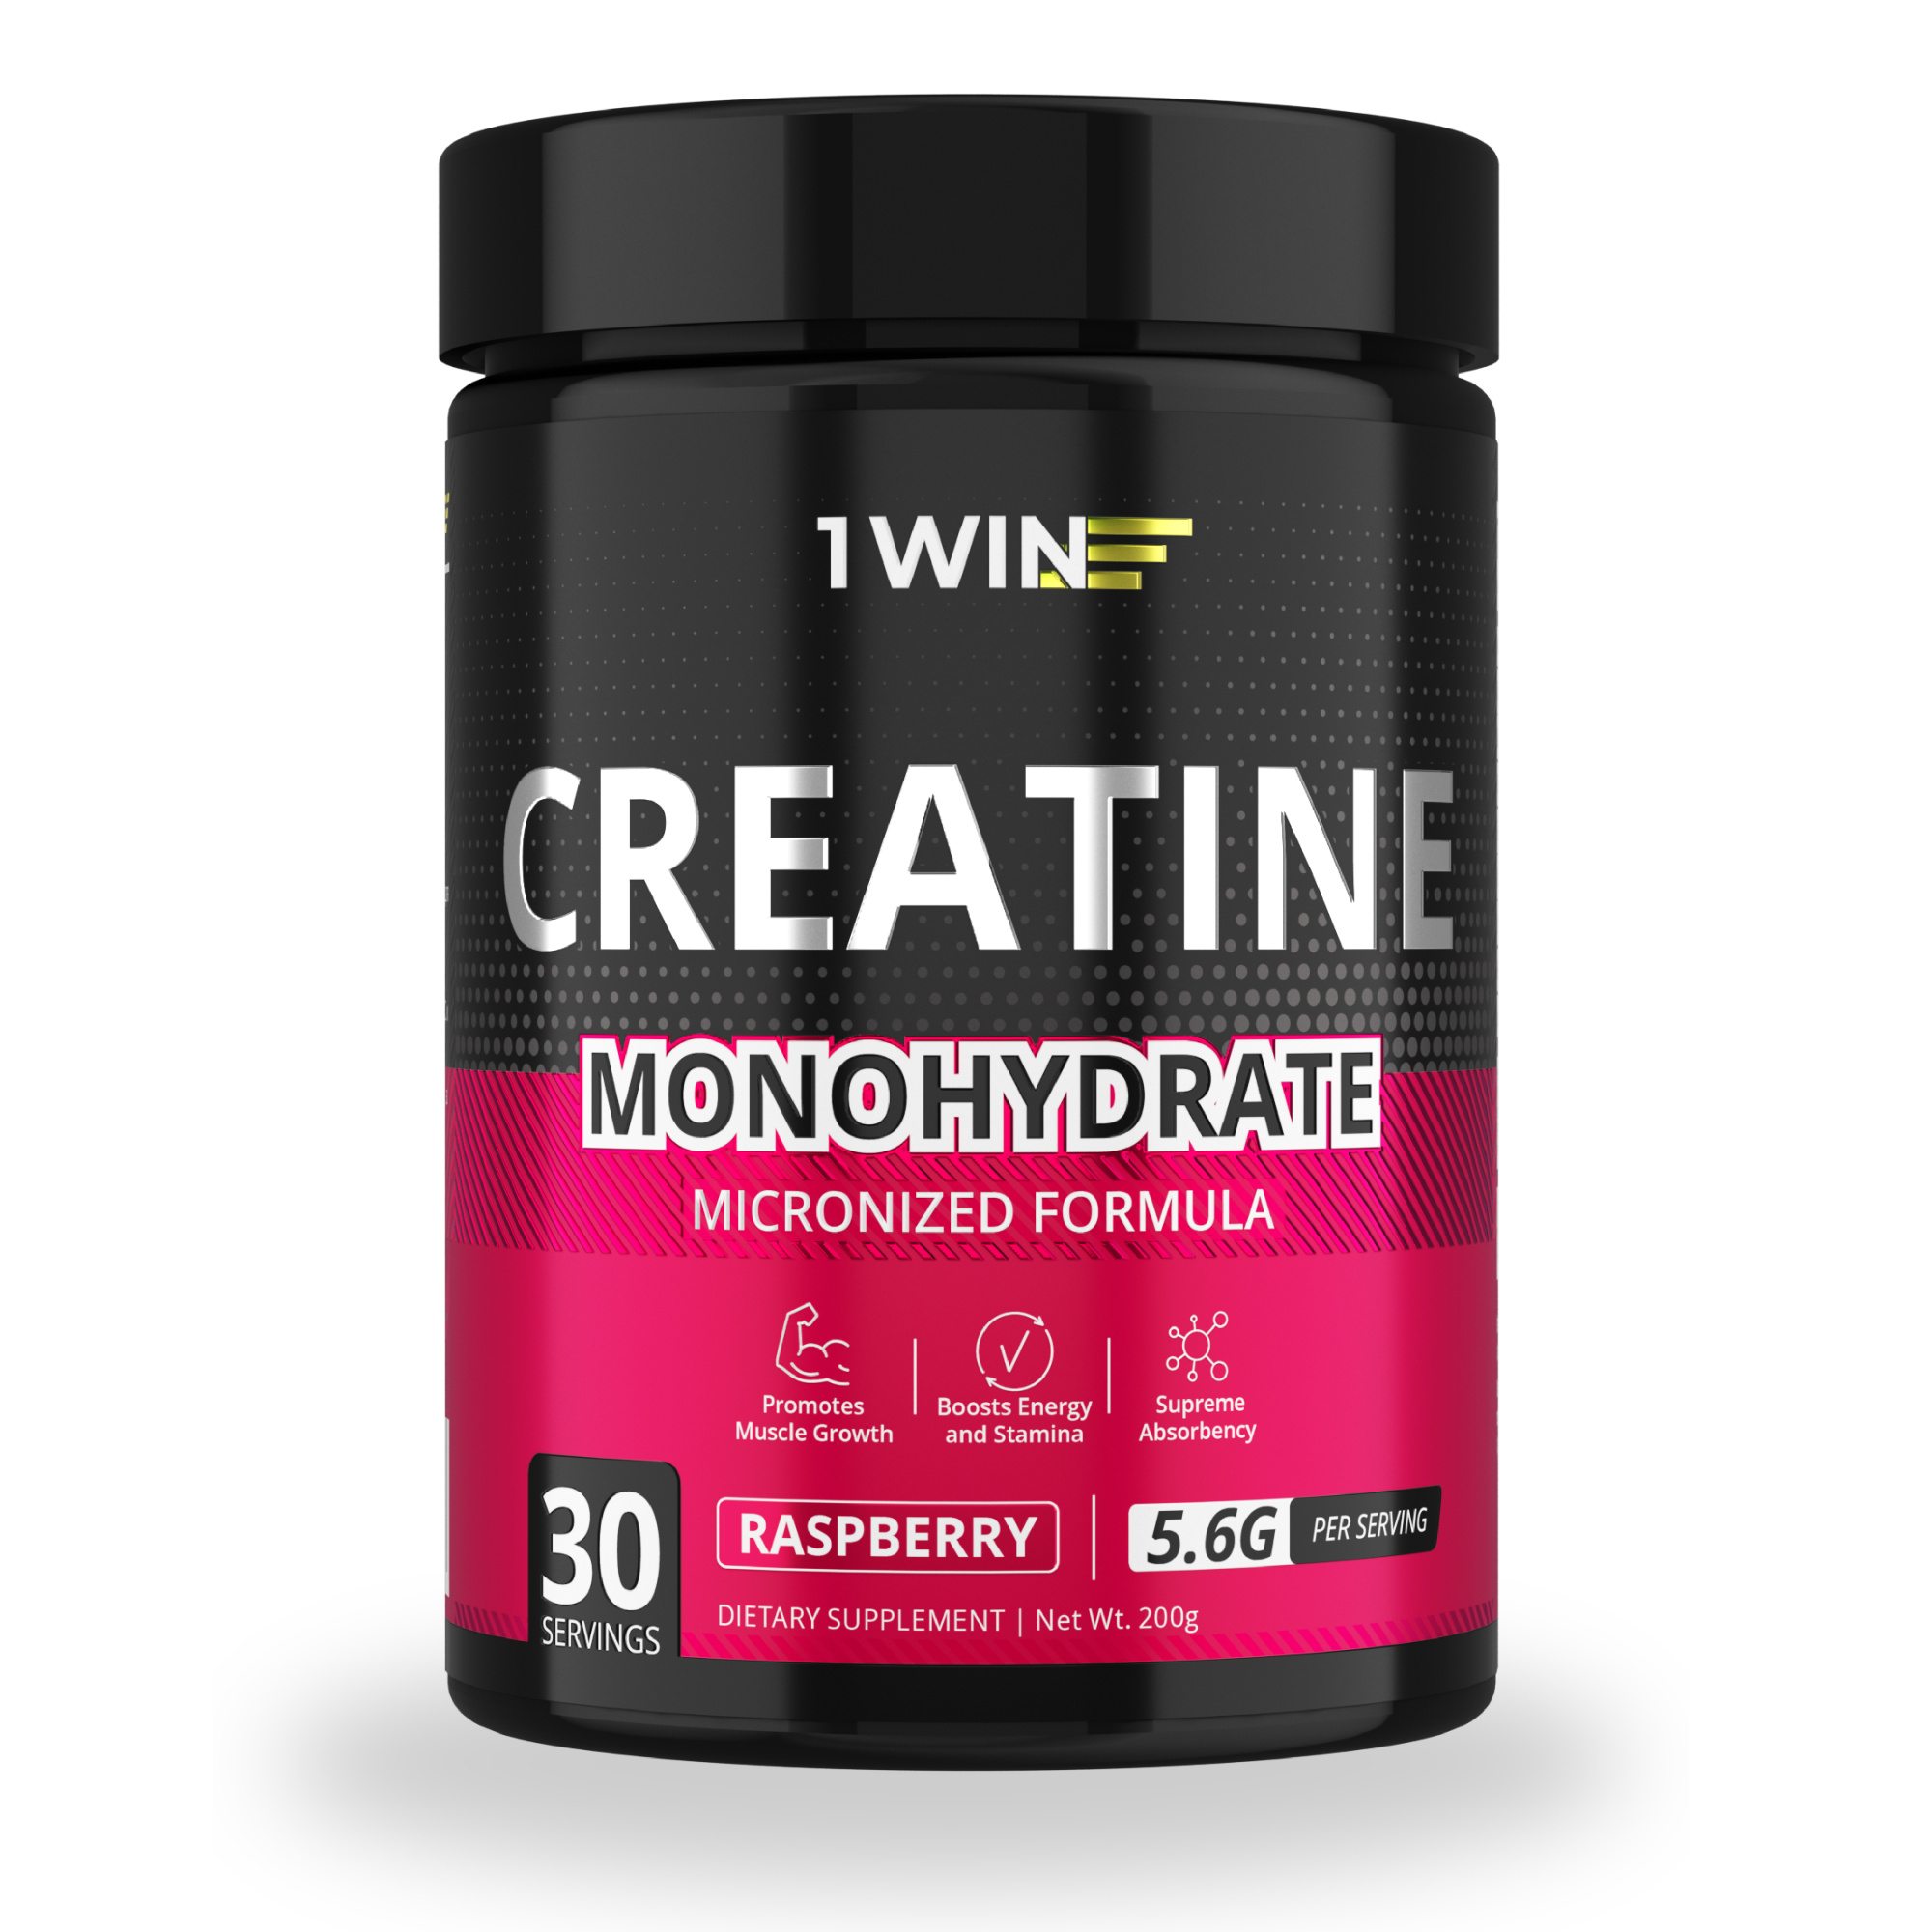 1WIN
CREATINE
MONOHYDRATE
MICRONIZED FORMULA
Promotes
Muscle Growth
Boosts Energy
and Stamina
Supreme
Absorbency
30
SERVINGS
RASPBERRY
5.6G PER SERVING
DIETARY SUPPLEMENT | Net Wt. 200g